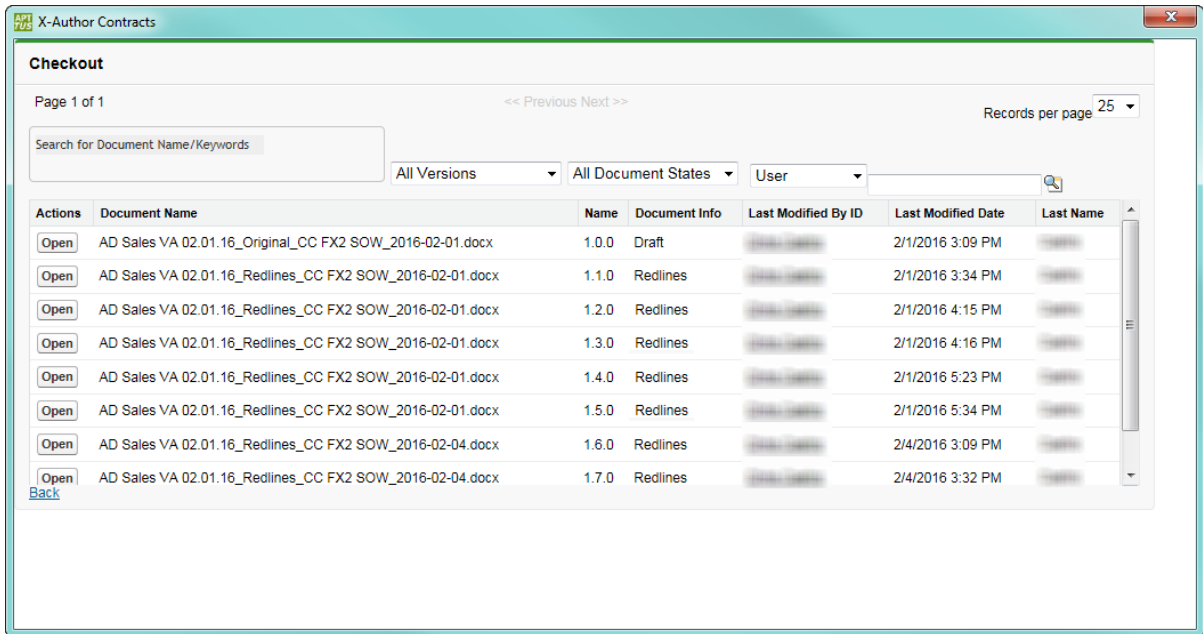 APT TUS X-Author Contracts X
Checkout
Page 1 of 1 << Previous Next >> Records per page 25
Search for Document Name/Keywords
All Versions All Document States User
Actions Document Name Name Document Info Last Modified By ID Last Modified Date Last Name
Open AD Sales VA 02.01.16_Original_CC FX2 SOW_2016-02-01.docx 1.0.0 Draft 2/1/2016 3:09 PM
Open AD Sales VA 02.01.16_Redlines_CC FX2 SOW_2016-02-01.docx 1.1.0 Redlines 2/1/2016 3:34 PM
Open AD Sales VA 02.01.16_Redlines_CC FX2 SOW_2016-02-01.docx 1.2.0 Redlines 2/1/2016 4:15 PM
Open AD Sales VA 02.01.16_Redlines_CC FX2 SOW_2016-02-01.docx 1.3.0 Redlines 2/1/2016 4:16 PM
Open AD Sales VA 02.01.16_Redlines_CC FX2 SOW_2016-02-01.docx 1.4.0 Redlines 2/1/2016 5:23 PM
Open AD Sales VA 02.01.16_Redlines_CC FX2 SOW_2016-02-01.docx 1.5.0 Redlines 2/1/2016 5:34 PM
Open AD Sales VA 02.01.16_Redlines_CC FX2 SOW_2016-02-04.docx 1.6.0 Redlines 2/4/2016 3:09 PM
Open AD Sales VA 02.01.16_Redlines_CC FX2 SOW_2016-02-04.docx 1.7.0 Redlines 2/4/2016 3:32 PM
Back